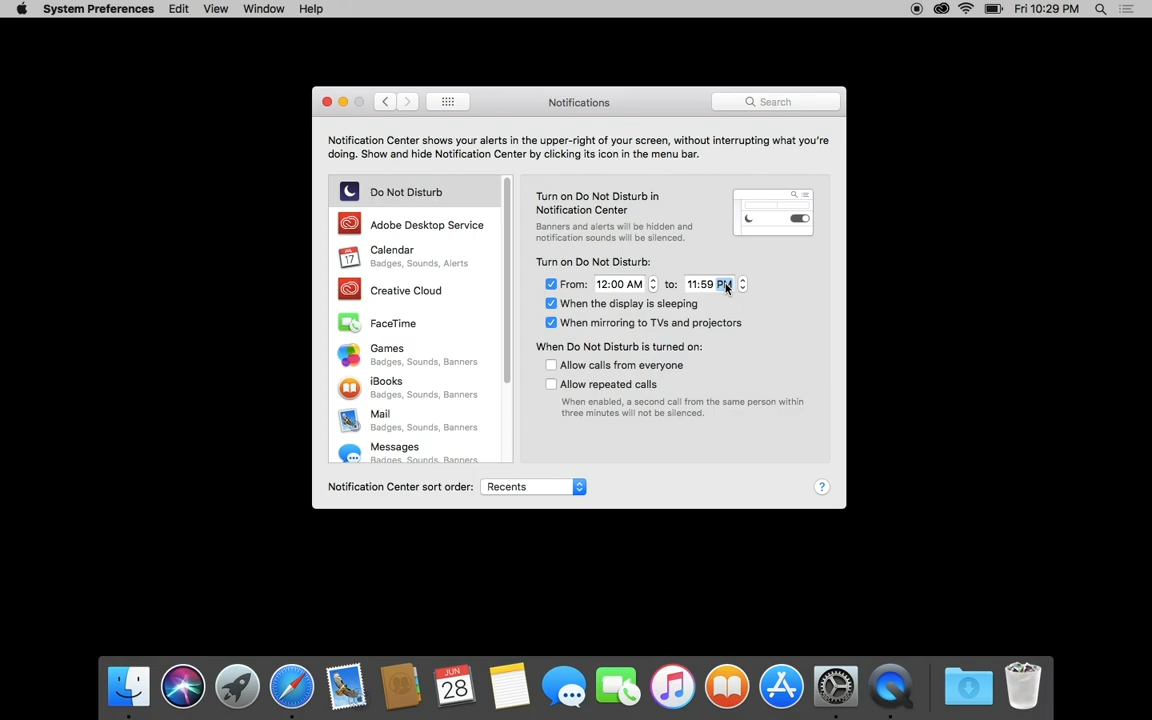 System Preferences Edit View Window Help Fri 10:29 PM
Notifications
Search
Notification Center shows your alerts in the upper-right of your screen, without interrupting what you're
doing. Show and hide Notification Center by clicking its icon in the menu bar.
Do Not Disturb
Adobe Desktop Service
Calendar
Badges, Sounds, Alerts
Creative Cloud
FaceTime
Games
Badges, Sounds, Banners
iBooks
Badges, Sounds, Banners
Mail
Badges, Sounds, Banners
Messages
Badges, Sounds, Banners
Turn on Do Not Disturb in
Notification Center
Banners and alerts will be hidden and
notification sounds will be silenced.
Turn on Do Not Disturb:
From: 12:00 AM to: 11:59 PM
When the display is sleeping
When mirroring to TVs and projectors
When Do Not Disturb is turned on:
Allow calls from everyone
Allow repeated calls
When enabled, a second call from the same person within
three minutes will not be silenced.
Notification Center sort order: Recents
?
JUN
28